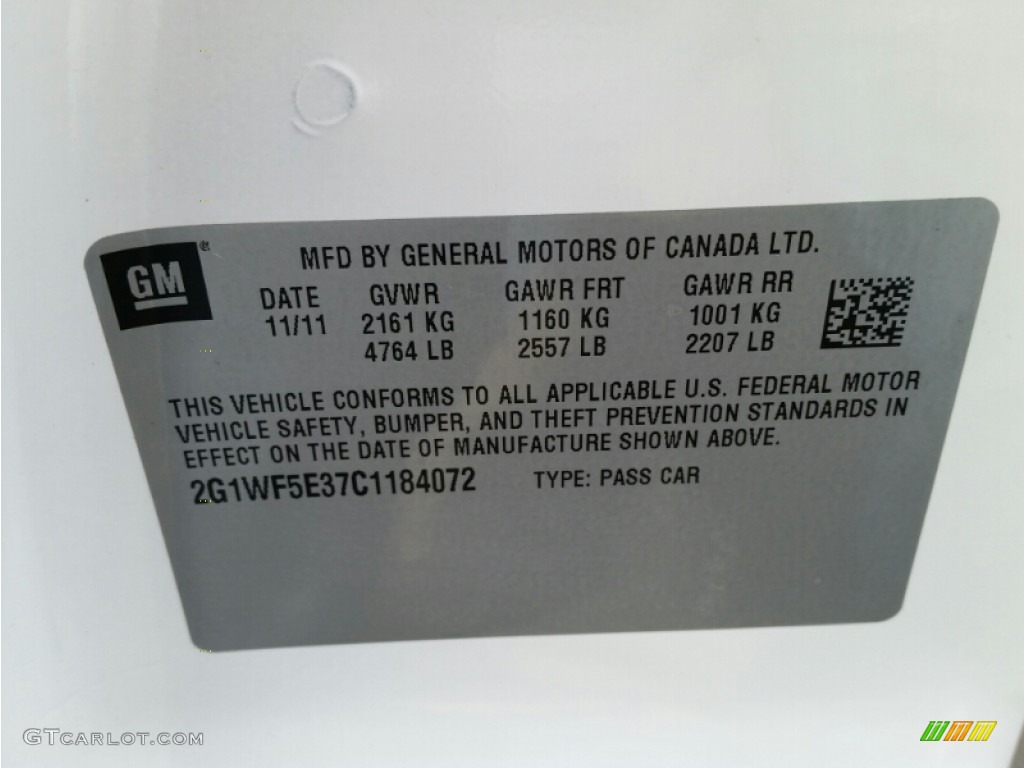 GM
MFD BY GENERAL MOTORS OF CANADA LTD.
DATE GVWR GAWR FRT GAWR RR
11/11 2161 KG 1160 KG 1001 KG
4764 LB 2557 LB 2207 LB
THIS VEHICLE CONFORMS TO ALL APPLICABLE U.S. FEDERAL MOTOR
VEHICLE SAFETY, BUMPER, AND THEFT PREVENTION STANDARDS IN
EFFECT ON THE DATE OF MANUFACTURE SHOWN ABOVE.
2G1WF5E37C1184072 TYPE: PASS CAR
GTCARLOT.COM